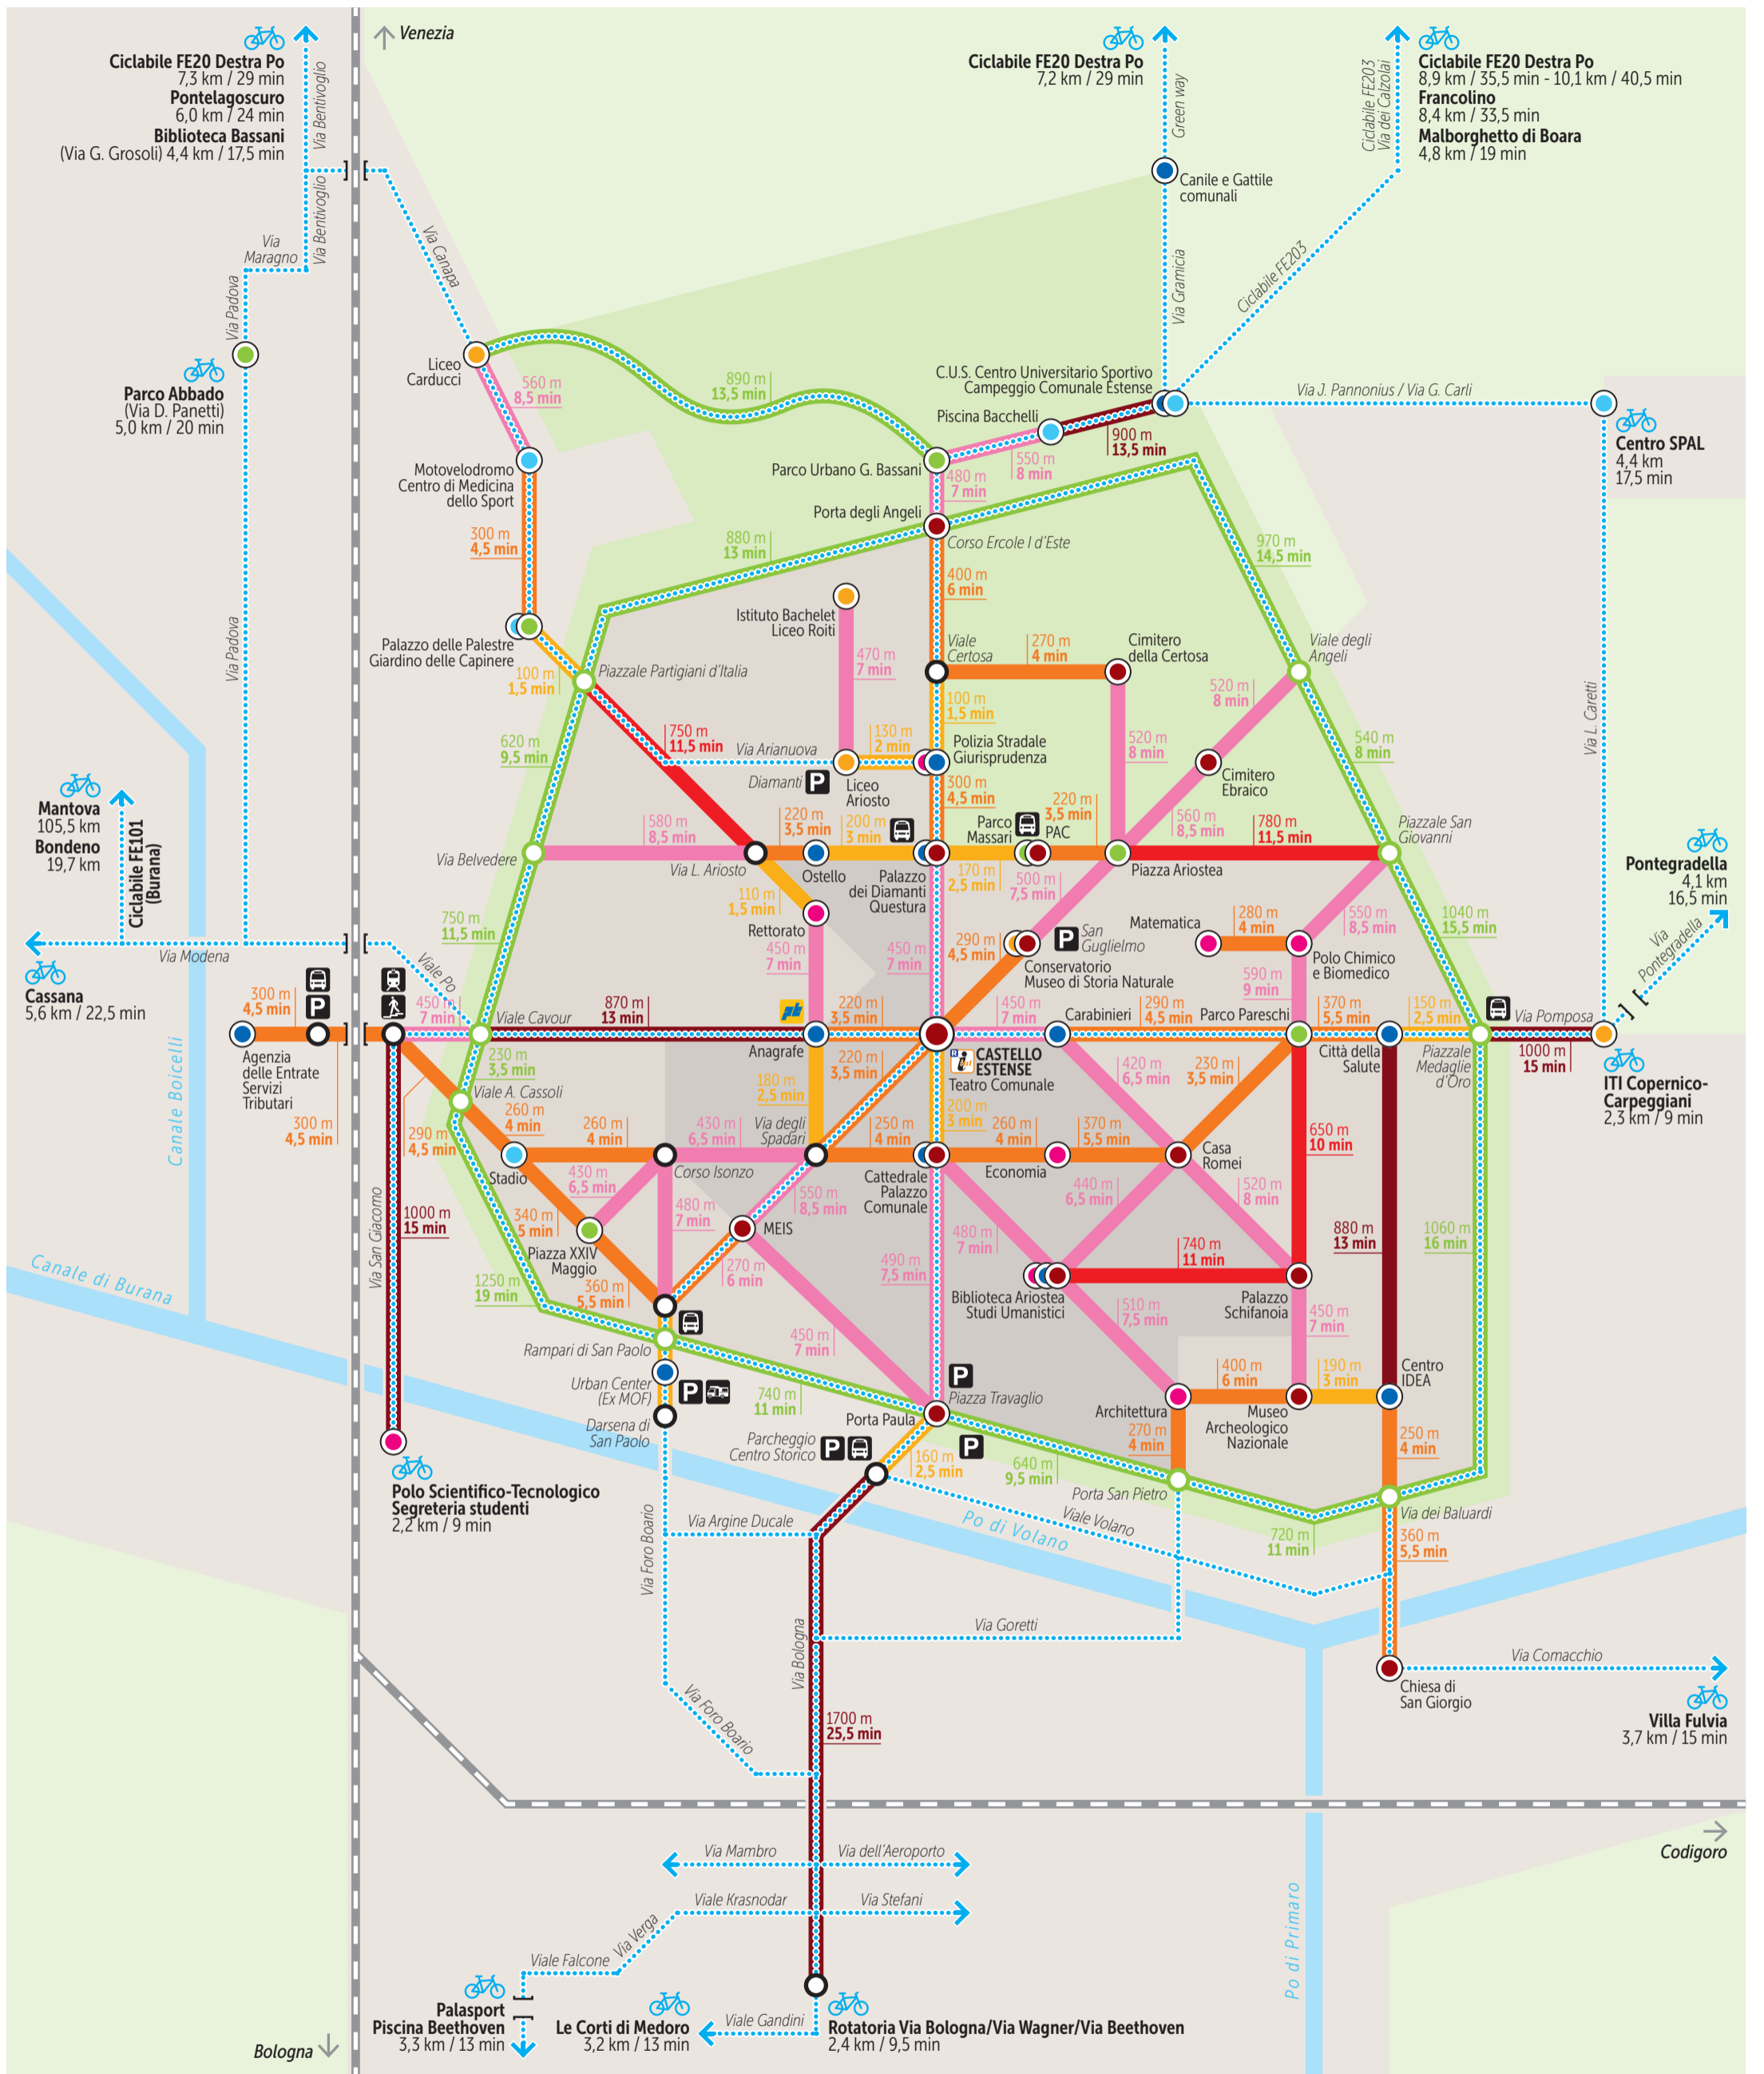 Venezia
Ciclabile FE20 Destra Po
7,3 km / 29 min
Pontelagoscuro
6,0 km / 24 min
Biblioteca Bassani
(Via G. Grosoli) 4,4 km / 17,5 min
Via Bentivoglio
Via Bentivoglio
Ciclabile FE20 Destra Po
7,2 km / 29 min
Green way
Ciclabile FE203
Via dei Calzolai
Ciclabile FE20 Destra Po
8,9 km / 35,5 min - 10,1 km / 40,5 min
Francolino
8,4 km / 33,5 min
Malborghetto di Boara
4,8 km / 19 min
Canile e Gattile
comunali
Via
Maragno
Via Canapa
Via Padova
Via Gramicia
Ciclabile FE203
Parco Abbado
(Via D. Panetti)
5,0 km / 20 min
Liceo
Carducci
560 m
8,5 min
890 m
13,5 min
C.U.S. Centro Universitario Sportivo
Campeggio Comunale Estense
Piscina Bacchelli
Via J. Pannonius / Via G. Carli
Centro SPAL
4,4 km
17,5 min
900 m
13,5 min
550 m
8 min
Motovelodromo
Centro di Medicina
dello Sport
Parco Urbano G. Bassani
480 m
7 min
Porta degli Angeli
Corso Ercole I d'Este
300 m
4,5 min
880 m
13 min
970 m
14,5 min
400 m
6 min
Istituto Bachelet
Liceo Roiti
Palazzo delle Palestre
Giardino delle Capinere
100 m
1,5 min
Piazzale Partigiani d'Italia
470 m
7 min
Viale
Certosa
270 m
4 min
Cimitero
della Certosa
Viale degli
Angeli
Via Padova
520 m
8 min
100 m
1,5 min
620 m
9,5 min
750 m
11,5 min
Via Arianuova
130 m
2 min
Polizia Stradale
Giurisprudenza
520 m
8 min
540 m
8 min
Via L. Caretti
Diamanti
P
Liceo
Ariosto
300 m
4,5 min
Cimitero
Ebraico
Mantova
105,5 km
Bondeno
19,7 km
Ciclabile FE101
(Burana)
580 m
8,5 min
220 m
3,5 min
200 m
3 min
Parco
Massari
PAC
220 m
3,5 min
560 m
8,5 min
780 m
11,5 min
Piazzale San
Giovanni
Via Belvedere
Via L. Ariosto
Ostello
Palazzo
dei Diamanti
Questura
170 m
2,5 min
500 m
7,5 min
Piazza Ariostea
Pontegradella
4,1 km
16,5 min
Via
Pontegradella
110 m
1,5 min
Rettorato
750 m
11,5 min
450 m
7 min
450 m
7 min
290 m
4,5 min
P
San
Guglielmo
Conservatorio
Museo di Storia Naturale
Matematica
280 m
4 min
550 m
8,5 min
1040 m
15,5 min
Polo Chimico
e Biomedico
590 m
9 min
Via Modena
Viale Po
Cassana
5,6 km / 22,5 min
300 m
4,5 min
P
450 m
7 min
Viale Cavour
870 m
13 min
pb
220 m
3,5 min
450 m
7 min
Carabinieri
290 m
4,5 min
Parco Pareschi
370 m
5,5 min
150 m
2,5 min
Via Pomposa
Agenzia
delle Entrate
Servizi
Tributari
300 m
4,5 min
230 m
3,5 min
Anagrafe
180 m
2,5 min
220 m
3,5 min
CASTELLO
ESTENSE
Teatro Comunale
420 m
6,5 min
230 m
3,5 min
Città della
Salute
Piazzale
Medaglie
d'Oro
1000 m
15 min
ITI Copernico-
Carpeggiani
2,3 km / 9 min
Canale Boicelli
290 m
4,5 min
Viale A. Cassoli
260 m
4 min
260 m
4 min
430 m
6,5 min
Via degli
Spadari
250 m
4 min
200 m
3 min
260 m
4 min
370 m
5,5 min
650 m
10 min
Stadio
Corso Isonzo
Cattedrale
Palazzo
Comunale
Economia
Casa
Romei
430 m
6,5 min
480 m
7 min
550 m
8,5 min
440 m
6,5 min
520 m
8 min
Via San Giacomo
1000 m
15 min
340 m
5 min
Piazza XXIV
Maggio
MEIS
480 m
7 min
880 m
13 min
1060 m
16 min
Canale di Burana
1250 m
19 min
360 m
5,5 min
270 m
6 min
490 m
7,5 min
740 m
11 min
Biblioteca Ariostea
Studi Umanistici
Palazzo
Schifanoia
510 m
7,5 min
450 m
7 min
450 m
7 min
Rampari di San Paolo
Urban Center
(Ex MOF)
P
Darsena di
San Paolo
740 m
11 min
P
Piazza Travaglio
Porta Paula
Architettura
400 m
6 min
190 m
3 min
Centro
IDEA
Museo
Archeologico
Nazionale
Parcheggio
Centro Storico
P
P
160 m
2,5 min
640 m
9,5 min
270 m
4 min
250 m
4 min
Polo Scientifico-Tecnologico
Segreteria studenti
2,2 km / 9 min
Porta San Pietro
Via dei Baluardi
Via Argine Ducale
Po di Volano
Viale Volano
720 m
11 min
360 m
5,5 min
Via Foro Boario
Via Bologna
Via Goretti
Via Comacchio
Chiesa di
San Giorgio
Villa Fulvia
3,7 km / 15 min
Via Foro Boario
1700 m
25,5 min
Codigoro
Via Mambro
Via dell'Aeroporto
Viale Krasnodar
Via Stefani
Via Verga
Viale Falcone
Po di Primaro
Palasport
Piscina Beethoven
3,3 km / 13 min
Le Corti di Medoro
3,2 km / 13 min
Viale Gandini
Rotatoria Via Bologna/Via Wagner/Via Beethoven
2,4 km / 9,5 min
Bologna